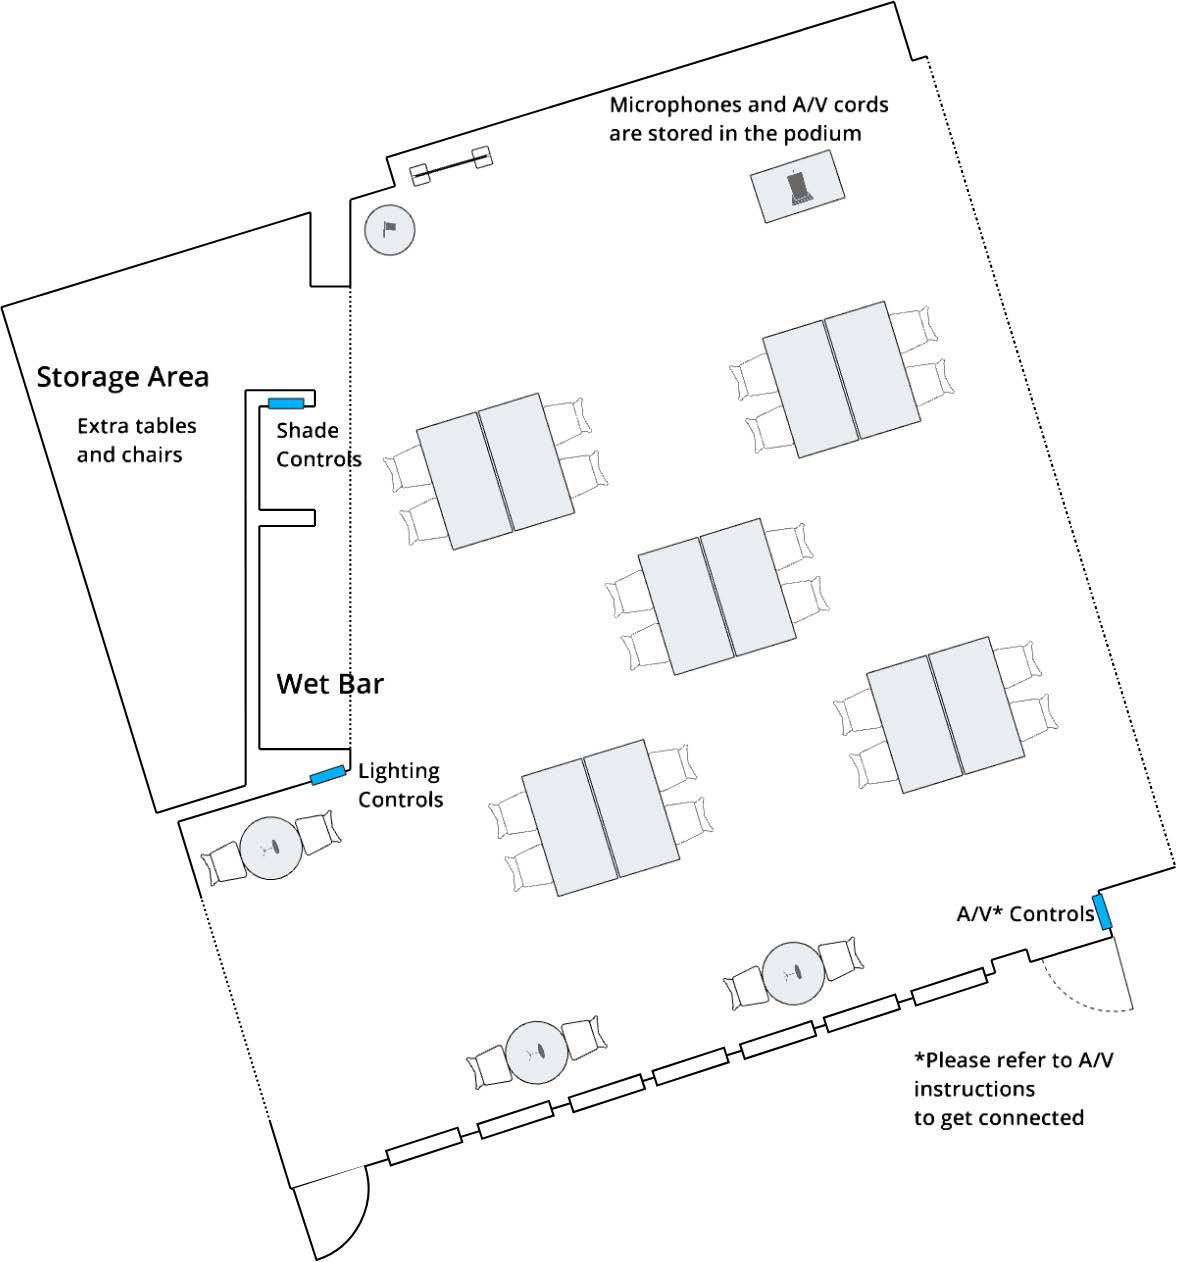 Microphones and A/V cords
are stored in the podium
Storage Area
Extra tables
and chairs
Shade
Controls
Wet Bar
Lighting
Controls
A/V* Controls
*Please refer to A/V
instructions
to get connected